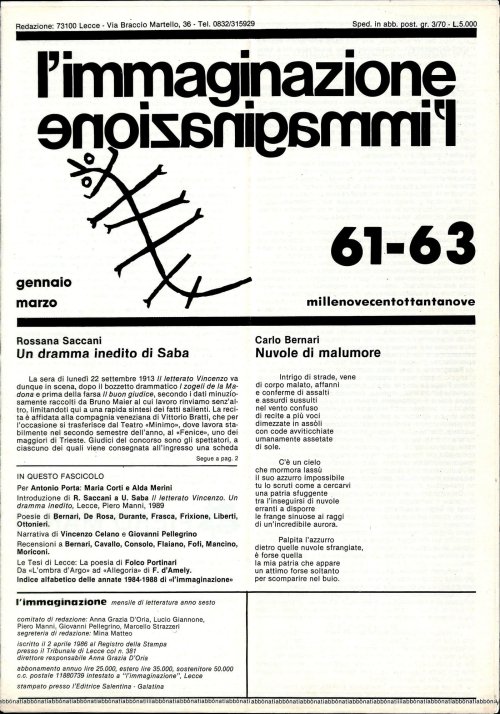 Redazione: 73100 Lecce - Via Braccio Martello, 36 - Tel. 0832/315929
Sped. in abb. post. gr. 3/70 - L.5.000
l'immaginazione
l'immaginazione
61-63
gennaio
marzo
millenovecentottantanove
Rossana Saccani
Un dramma inedito di Saba
La sera di lunedì 22 settembre 1913 Il letterato Vincenzo va
dunque in scena, dopo il bozzetto drammatico I zogeli de la Ma-
dona e prima della farsa Il buon giudice, secondo i dati minuzio-
samente raccolti da Bruno Maier al cui lavoro rinviamo senz'al-
tro, limitandoti qui a una rapida sintesi dei fatti salienti. La reci-
ta è affidata alla compagnia veneziana di Vittorio Bratti, che per
l'occasione si trasferisce dal Teatro «Minimo», dove lavora sta-
bilmente nel secondo semestre dell'anno, al «Fenice», uno dei
maggiori di Trieste. Giudici del concorso sono gli spettatori, a
ciascuno dei quali viene consegnata all'ingresso una scheda
Segue a pag. 2
IN QUESTO FASCICOLO
Per Antonio Porta: Maria Corti e Alda Merini
Introduzione di R. Saccani a U. Saba Il letterato Vincenzo. Un
dramma inedito, Lecce, Piero Manni, 1989
Poesie di Bernari, De Rosa, Durante, Frasca, Frixione, Liberti,
Ottonieri.
Narrativa di Vincenzo Celano e Giovanni Pellegrino
Recensioni a Bernari, Cavallo, Consolo, Flaiano, Fofi, Mancino,
Moriconi.
Le Tesi di Lecce: La poesia di Folco Portinari
Da «L'ombra d'Argo» ad «Allegoria» di F. d'Amely.
Indice alfabetico delle annate 1984-1988 di «l'immaginazione»
Carlo Bernari
Nuvole di malumore
Intrigo di strade, vene
di corpo malato, affanni
e conferme di assalti
e assurdi sussulti
nel vento confuso
di recite a più voci
dimezzate in assòli
con code avviticchiate
umanamente assetate
di sole.
C'è un cielo
che mormora lassù
il suo azzurro impossibile
tu lo scruti come a cercarvi
una patria sfuggente
tra l'inseguirsi di nuvole
erranti a disporre
le frange sinuose ai raggi
di un'incredibile aurora.
Palpita l'azzurro
dietro quelle nuvole sfrangiate,
è forse quella
la mia patria che appare
un attimo forse soltanto
per scomparire nel buio.
l'immaginazione mensile di letteratura anno sesto
comitato di redazione: Anna Grazia D'Oria, Lucio Giannone,
Piero Manni, Giovanni Pellegrino, Marcello Strazzeri
segreteria di redazione: Mina Matteo
iscritto il 2 aprile 1986 al Registro della Stampa
presso il Tribunale di Lecce col n. 381
direttore responsabile Anna Grazia D'Oria
abbonamento annuo lire 25.000, estero lire 35.000, sostenitore 50.000
c.c. postale 11880739 intestato a "l'immaginazione", Lecce
stampato presso l'Editrice Salentina - Galatina